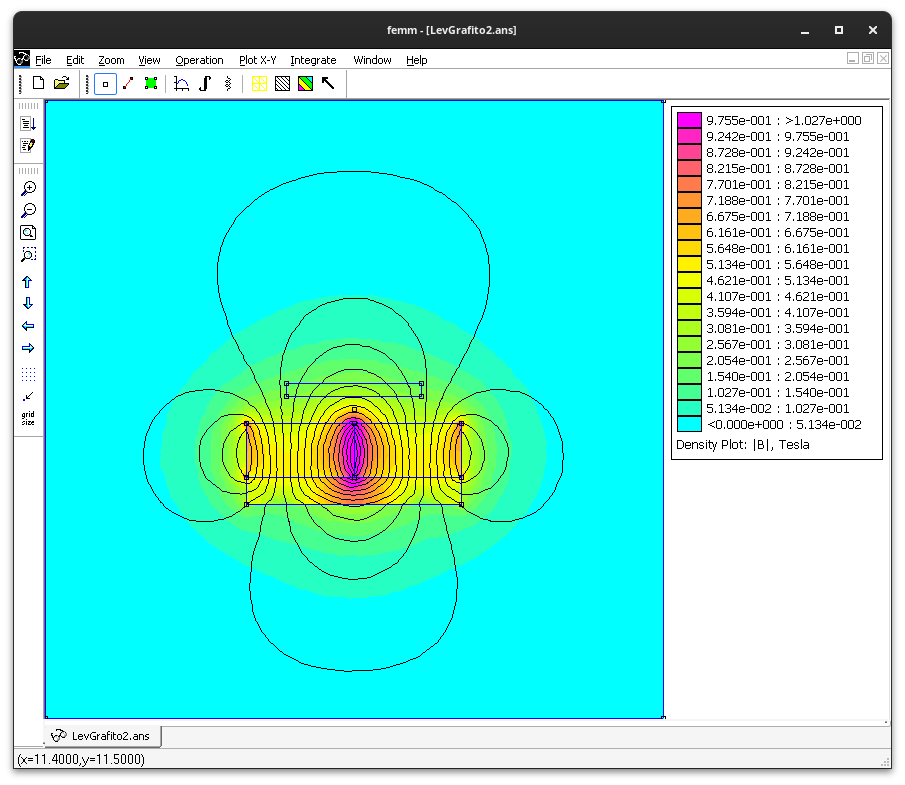 femm - [LevGrafito2.ans]
File Edit Zoom View Operation Plot X-Y Integrate Window Help
grid
size
9.755e-001 : >1.027e+000
9.242e-001 : 9.755e-001
8.728e-001 : 9.242e-001
8.215e-001 : 8.728e-001
7.701e-001 : 8.215e-001
7.188e-001 : 7.701e-001
6.675e-001 : 7.188e-001
6.161e-001 : 6.675e-001
5.648e-001 : 6.161e-001
5.134e-001 : 5.648e-001
4.621e-001 : 5.134e-001
4.107e-001 : 4.621e-001
3.594e-001 : 4.107e-001
3.081e-001 : 3.594e-001
2.567e-001 : 3.081e-001
2.054e-001 : 2.567e-001
1.540e-001 : 2.054e-001
1.027e-001 : 1.540e-001
5.134e-002 : 1.027e-001
<0.000e+000 : 5.134e-002
Density Plot: |B|, Tesla
LevGrafito2.ans
(x=11.4000,y=11.5000)